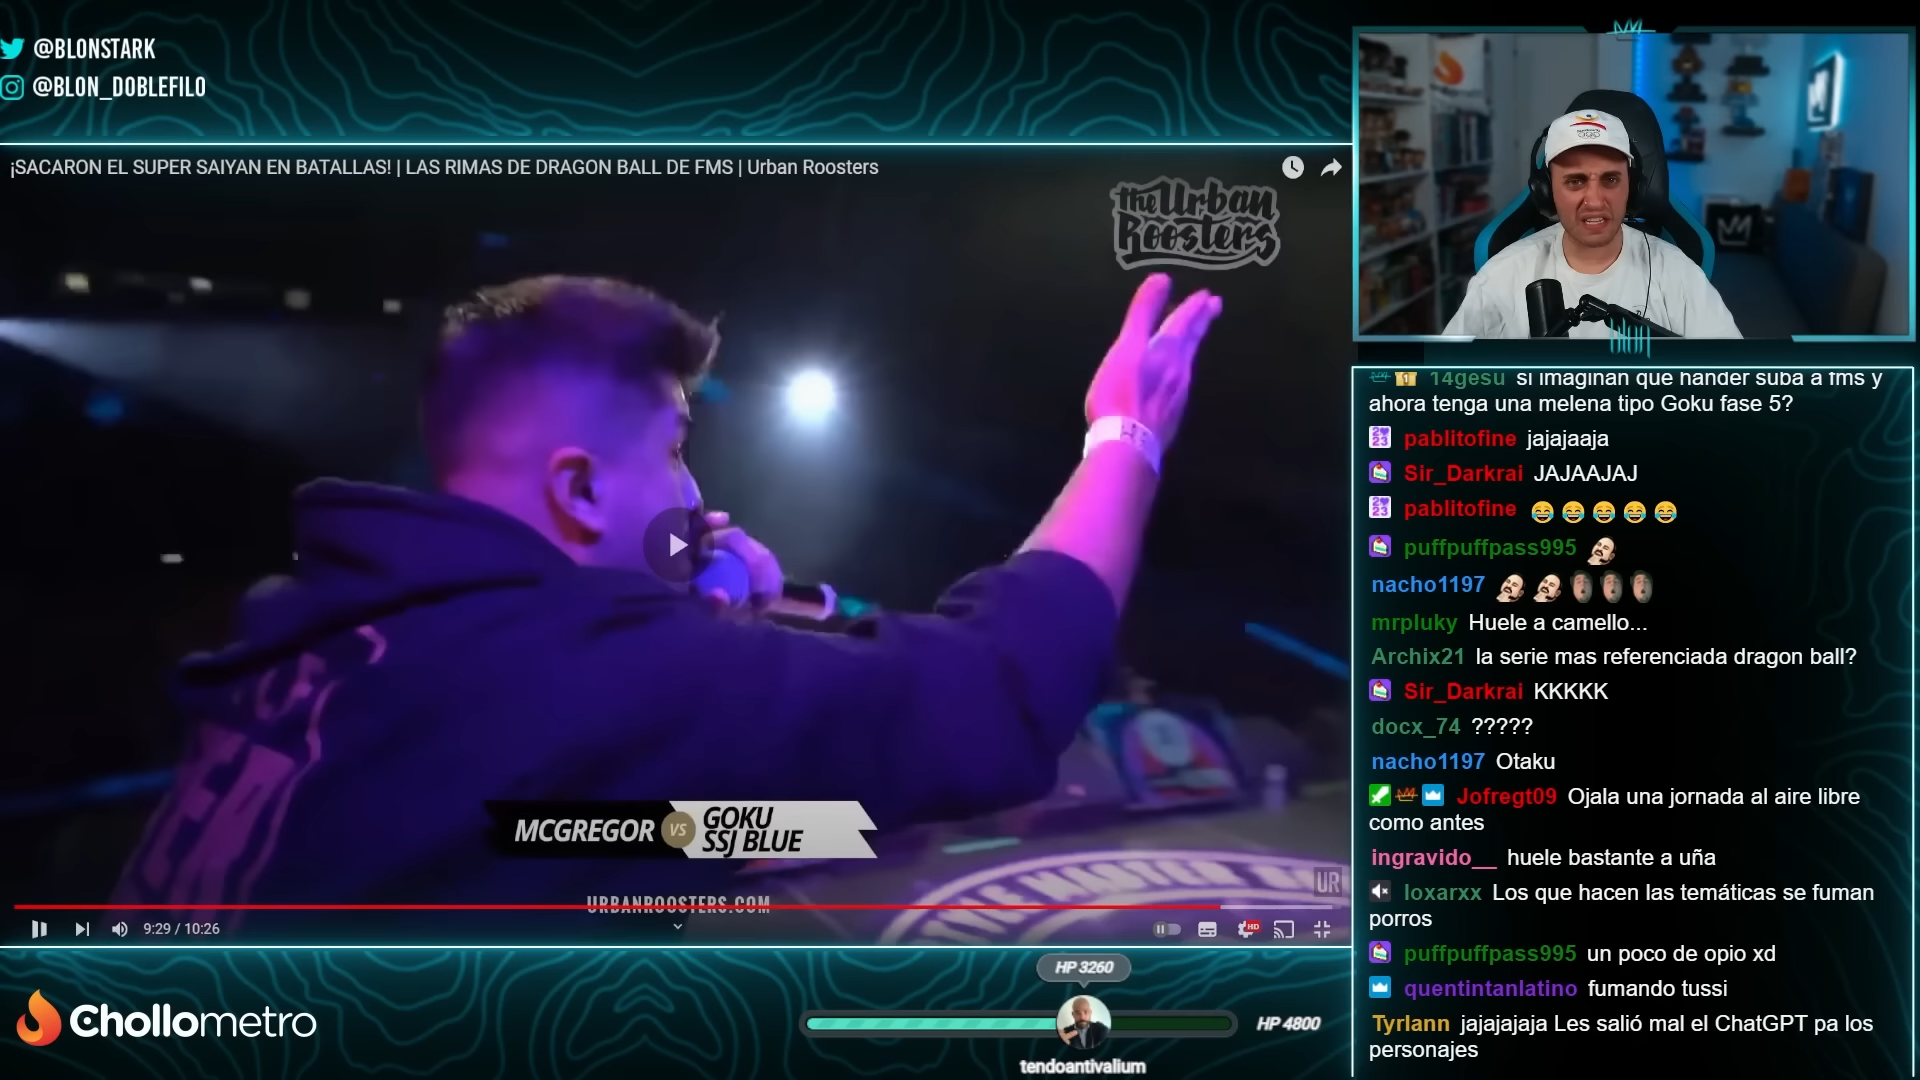 @BLONSTARK
@BLON_DOBLEFILO
¡SACARON EL SUPER SAIYAN EN BATALLAS! | LAS RIMAS DE DRAGON BALL DE FMS | Urban Roosters
the Urban
Roosters
MCGREGOR VS GOKU
SSJ BLUE
UR
URBANROOSTERS.COM
9:29 / 10:26
HD
Chollometro
HP 3260
HP 4800
tendoantivalium
14gesu si imaginan que hander suba a fms y
ahora tenga una melena tipo Goku fase 5?
pablitofine jajajaaja
Sir_Darkrai JAJAAJAJ
pablitofine 😂😂😂😂😂
puffpuffpass995
nacho1197
mrpluky Huele a camello...
Archix21 la serie mas referenciada dragon ball?
Sir_Darkrai KKKKK
docx_74 ?????
nacho1197 Otaku
Jofregt09 Ojala una jornada al aire libre
como antes
ingravido__ huele bastante a uña
loxarxx Los que hacen las temáticas se fuman
porros
puffpuffpass995 un poco de opio xd
quentintanlatino fumando tussi
Tyrlann jajajajaja Les salió mal el ChatGPT pa los
personajes